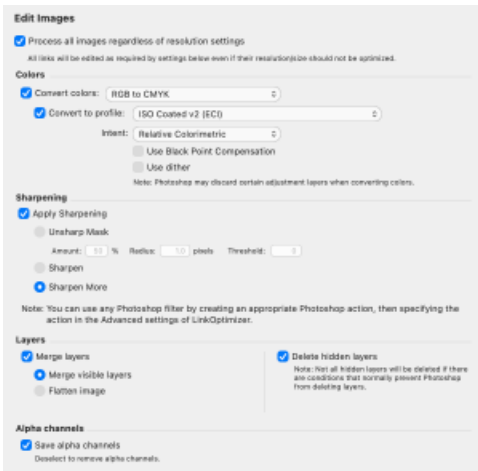 Edit Images
Process all images regardless of resolution settings
All links will be edited as required by settings below even if their resolution/size should not be optimized.
Colors
Convert colors: RGB to CMYK
Convert to profile: ISO Coated v2 (ECI)
Intent: Relative Colorimetric
Use Black Point Compensation
Use dither
Note: Photoshop may discard certain adjustment layers when converting colors.
Sharpening
Apply Sharpening
Unsharp Mask
Amount: % Radius: 1.0 pixels Threshold: 0
Sharpen
Sharpen More
Note: You can use any Photoshop filter by creating an appropriate Photoshop action, then specifying the
action in the Advanced settings of LinkOptimizer.
Layers
Merge layers
Merge visible layers
Flatten image
Delete hidden layers
Note: Not all hidden layers will be deleted if there
are conditions that normally prevent Photoshop
from deleting layers.
Alpha channels
Save alpha channels
Deselect to remove alpha channels.